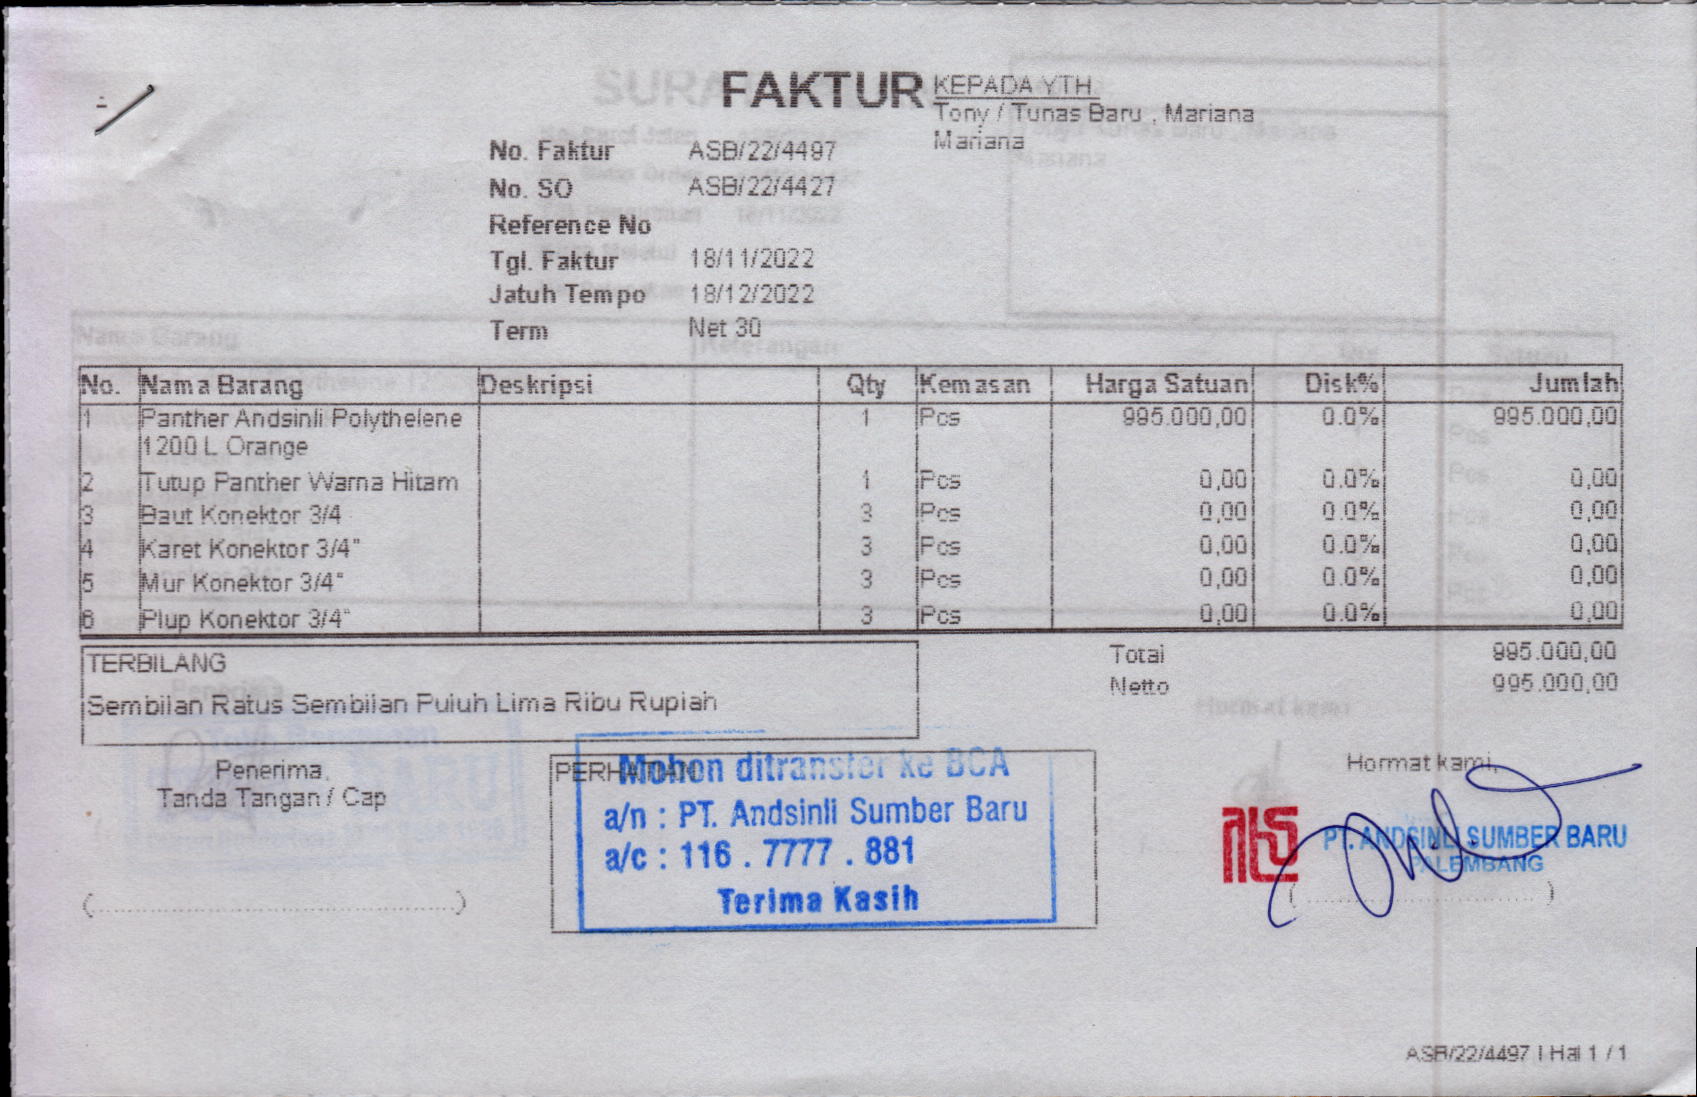 FAKTUR
KEPADA YTH.
Tony / Tunas Baru , Mariana
Mariana
No. Faktur ASB/22/4497
No. SO ASB/22/4427
Reference No
Tgl. Faktur 18/11/2022
Jatuh Tempo 18/12/2022
Term Net 30
No. Nama Barang Deskripsi Qty Kemasan Harga Satuan Disk% Jumlah
1 Panther Andsinli Polythelene 1 Pcs 995.000,00 0.0% 995.000,00
1200 L Orange
2 Tutup Panther Warna Hitam 1 Pcs 0,00 0.0% 0,00
3 Baut Konektor 3/4 3 Pcs 0,00 0.0% 0,00
4 Karet Konektor 3/4" 3 Pcs 0,00 0.0% 0,00
5 Mur Konektor 3/4" 3 Pcs 0,00 0.0% 0,00
6 Plup Konektor 3/4" 3 Pcs 0,00 0.0% 0,00
TERBILANG
Sembilan Ratus Sembilan Puluh Lima Ribu Rupiah
Total 995.000,00
Netto 995.000,00
Penerima,
Tanda Tangan / Cap
(..............................................)
PERHATIAN
Mohon ditransfer ke BCA
a/n : PT. Andsinli Sumber Baru
a/c : 116 . 7777 . 881
Terima Kasih
Hormat kami,
PT. ANDSINLI SUMBER BARU
PALEMBANG
(..............................)
ASB/22/4497 | Hal 1 / 1